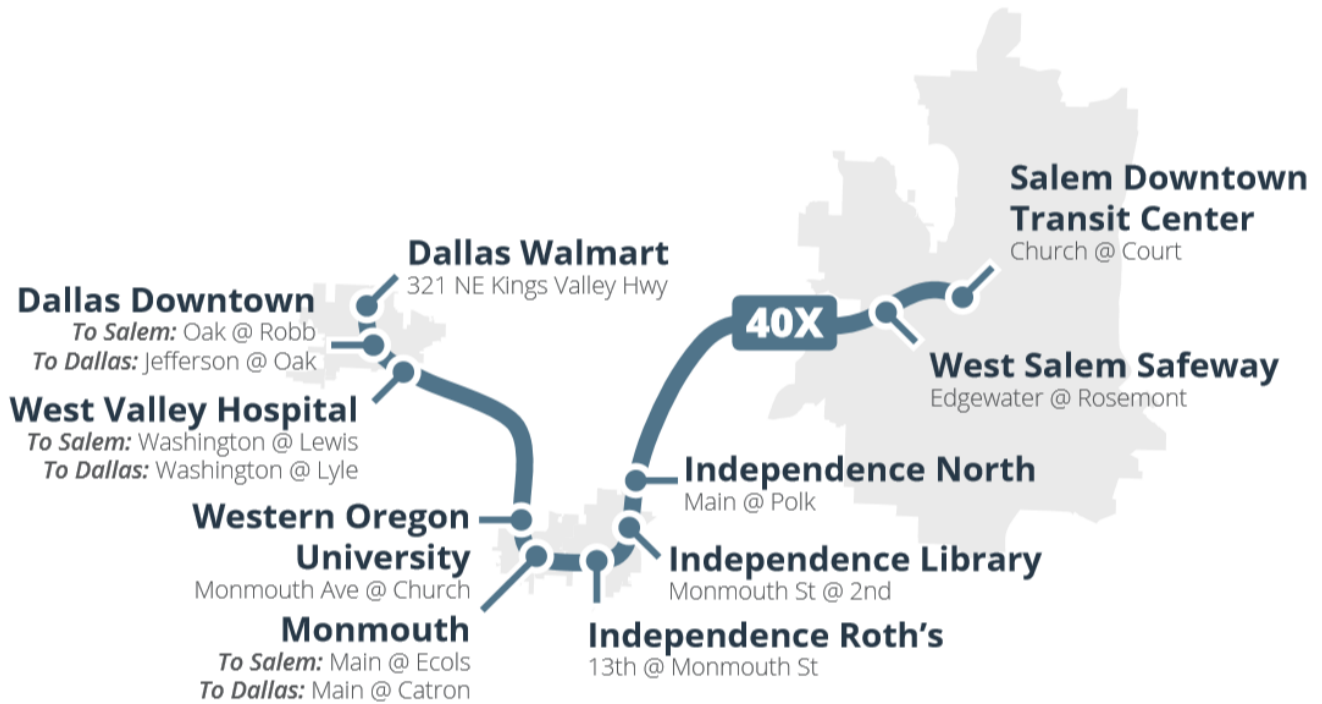 Salem Downtown
Transit Center
Church @ Court
Dallas Walmart
321 NE Kings Valley Hwy
Dallas Downtown
To Salem: Oak @ Robb
To Dallas: Jefferson @ Oak
40X
West Salem Safeway
Edgewater @ Rosemont
West Valley Hospital
To Salem: Washington @ Lewis
To Dallas: Washington @ Lyle
Independence North
Main @ Polk
Western Oregon
University
Monmouth Ave @ Church
Independence Library
Monmouth St @ 2nd
Monmouth
To Salem: Main @ Ecols
To Dallas: Main @ Catron
Independence Roth’s
13th @ Monmouth St